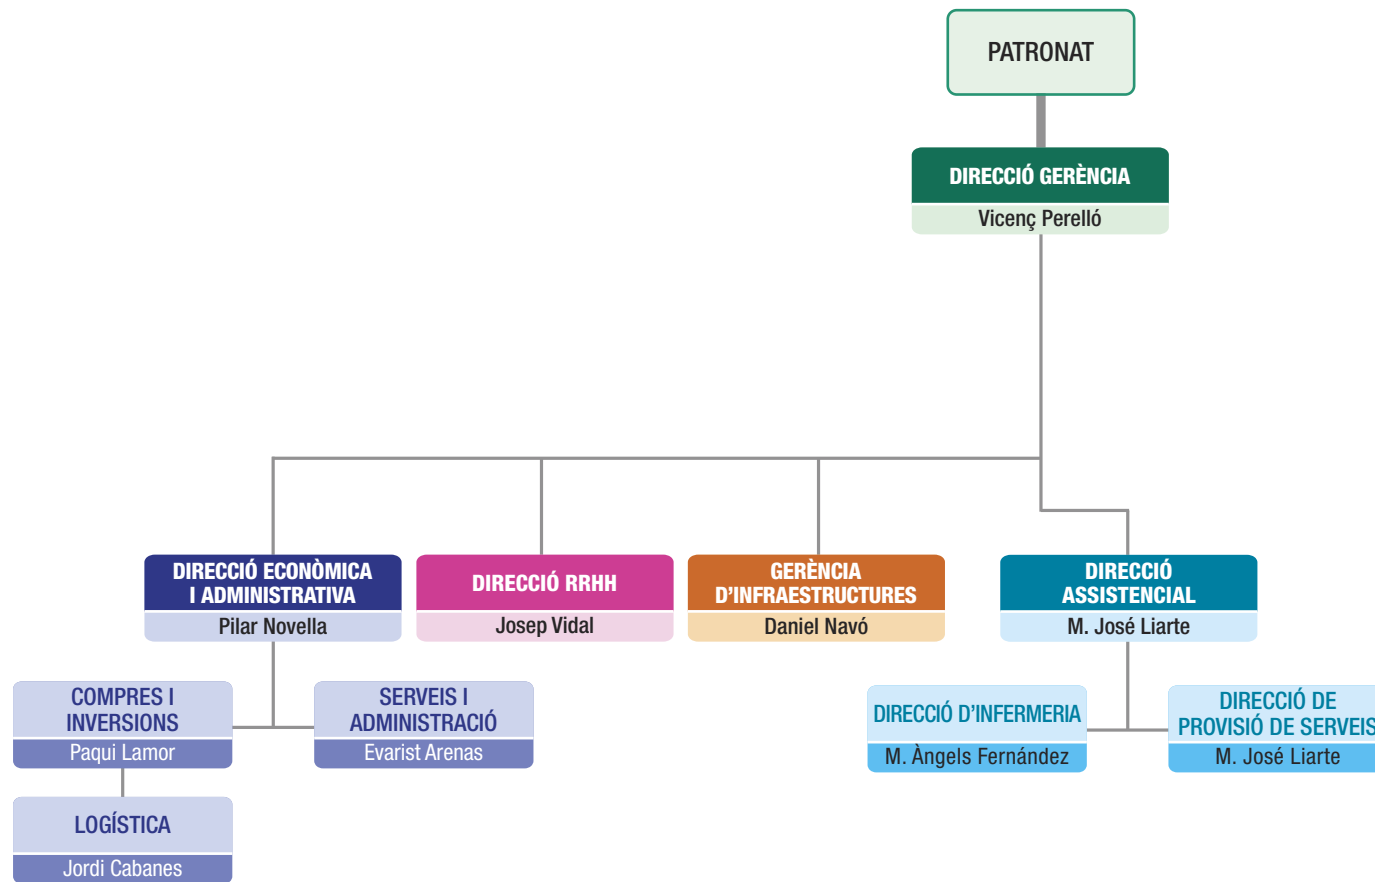 PATRONAT
DIRECCIÓ GERÈNCIA
Vicenç Perelló
DIRECCIÓ ECONÒMICA
I ADMINISTRATIVA
Pilar Novella
DIRECCIÓ RRHH
Josep Vidal
GERÈNCIA
D’INFRAESTRUCTURES
Daniel Navó
DIRECCIÓ
ASSISTENCIAL
M. José Liarte
COMPRES I
INVERSIONS
Paqui Lamor
SERVEIS I
ADMINISTRACIÓ
Evarist Arenas
DIRECCIÓ D’INFERMERIA
M. Àngels Fernández
DIRECCIÓ DE
PROVISIÓ DE SERVEIS
M. José Liarte
LOGÍSTICA
Jordi Cabanes